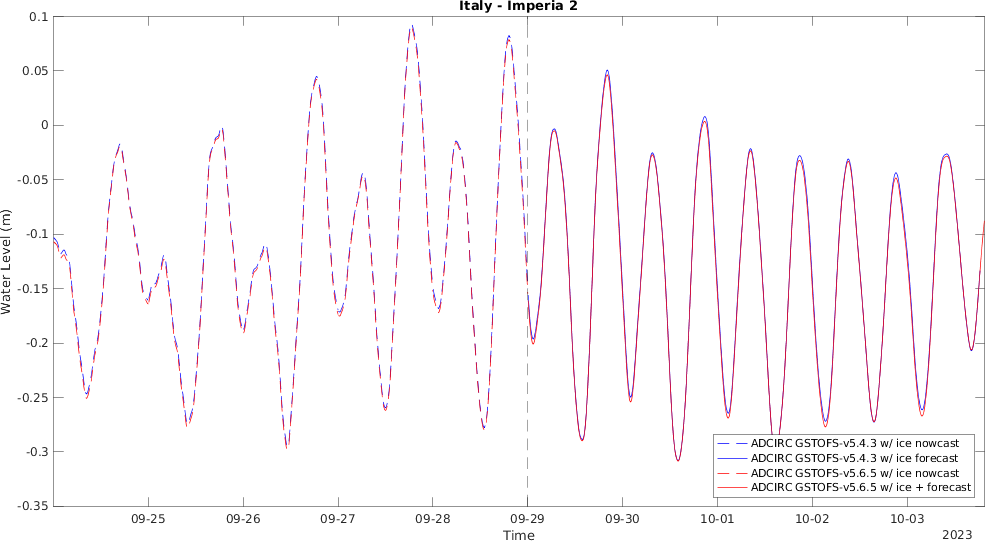 Italy - Imperia 2
0.1
0.05
0
-0.05
-0.1
-0.15
-0.2
-0.25
-0.3
-0.35
Water Level (m)
ADCIRC GSTOFS-v5.4.3 w/ ice nowcast
ADCIRC GSTOFS-v5.4.3 w/ ice forecast
ADCIRC GSTOFS-v5.6.5 w/ ice nowcast
ADCIRC GSTOFS-v5.6.5 w/ ice + forecast
09-25 09-26 09-27 09-28 09-29 09-30 10-01 10-02 10-03
Time
2023